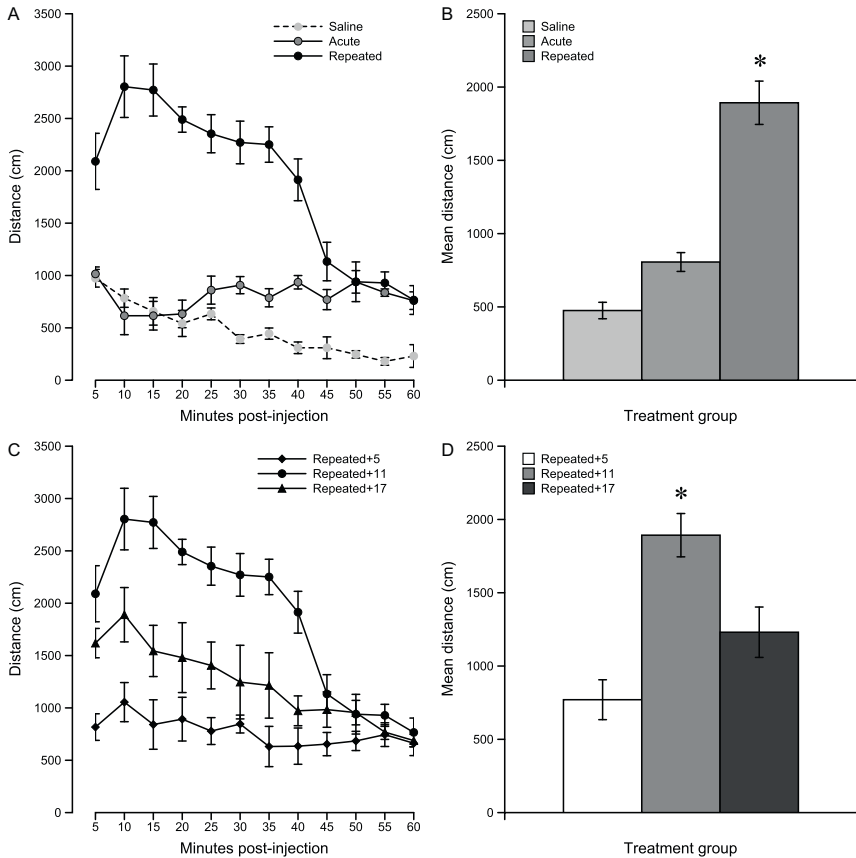 A
3500
3000
2500
2000
1500
1000
500
0
Distance (cm)
Saline
Acute
Repeated
5 10 15 20 25 30 35 40 45 50 55 60
Minutes post-injection
B
2500
2000
1500
1000
500
0
Mean distance (cm)
Saline
Acute
Repeated
*
Treatment group
C
3500
3000
2500
2000
1500
1000
500
0
Distance (cm)
Repeated+5
Repeated+11
Repeated+17
5 10 15 20 25 30 35 40 45 50 55 60
Minutes post-injection
D
2500
2000
1500
1000
500
0
Mean distance (cm)
Repeated+5
Repeated+11
Repeated+17
*
Treatment group